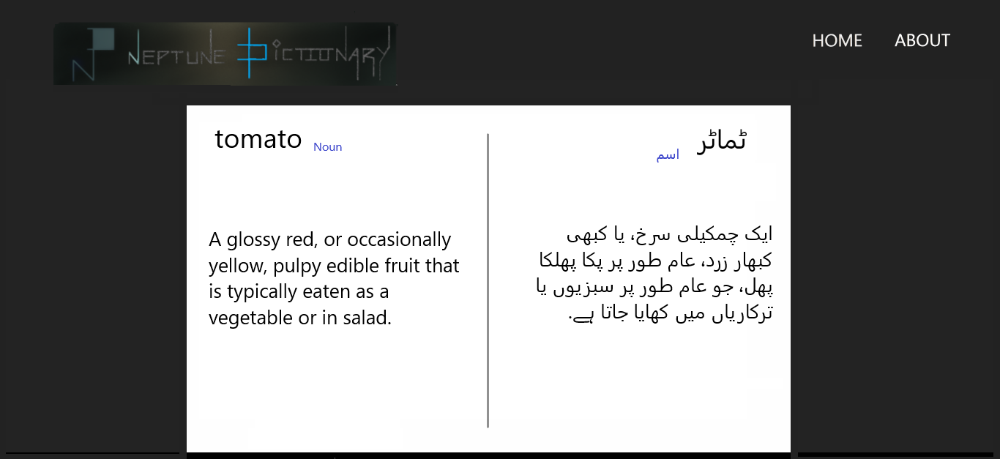 NEPTUNE DICTIONARY
HOME ABOUT
tomato Noun
A glossy red, or occasionally
yellow, pulpy edible fruit that
is typically eaten as a
vegetable or in salad.
ٹماٹر اسم
ایک چمکیلی سرخ، یا کبھی
کبھار زرد، عام طور پر پکا پھلکا
پھل، جو عام طور پر سبزیوں یا
ترکاریاں میں کھایا جاتا ہے.